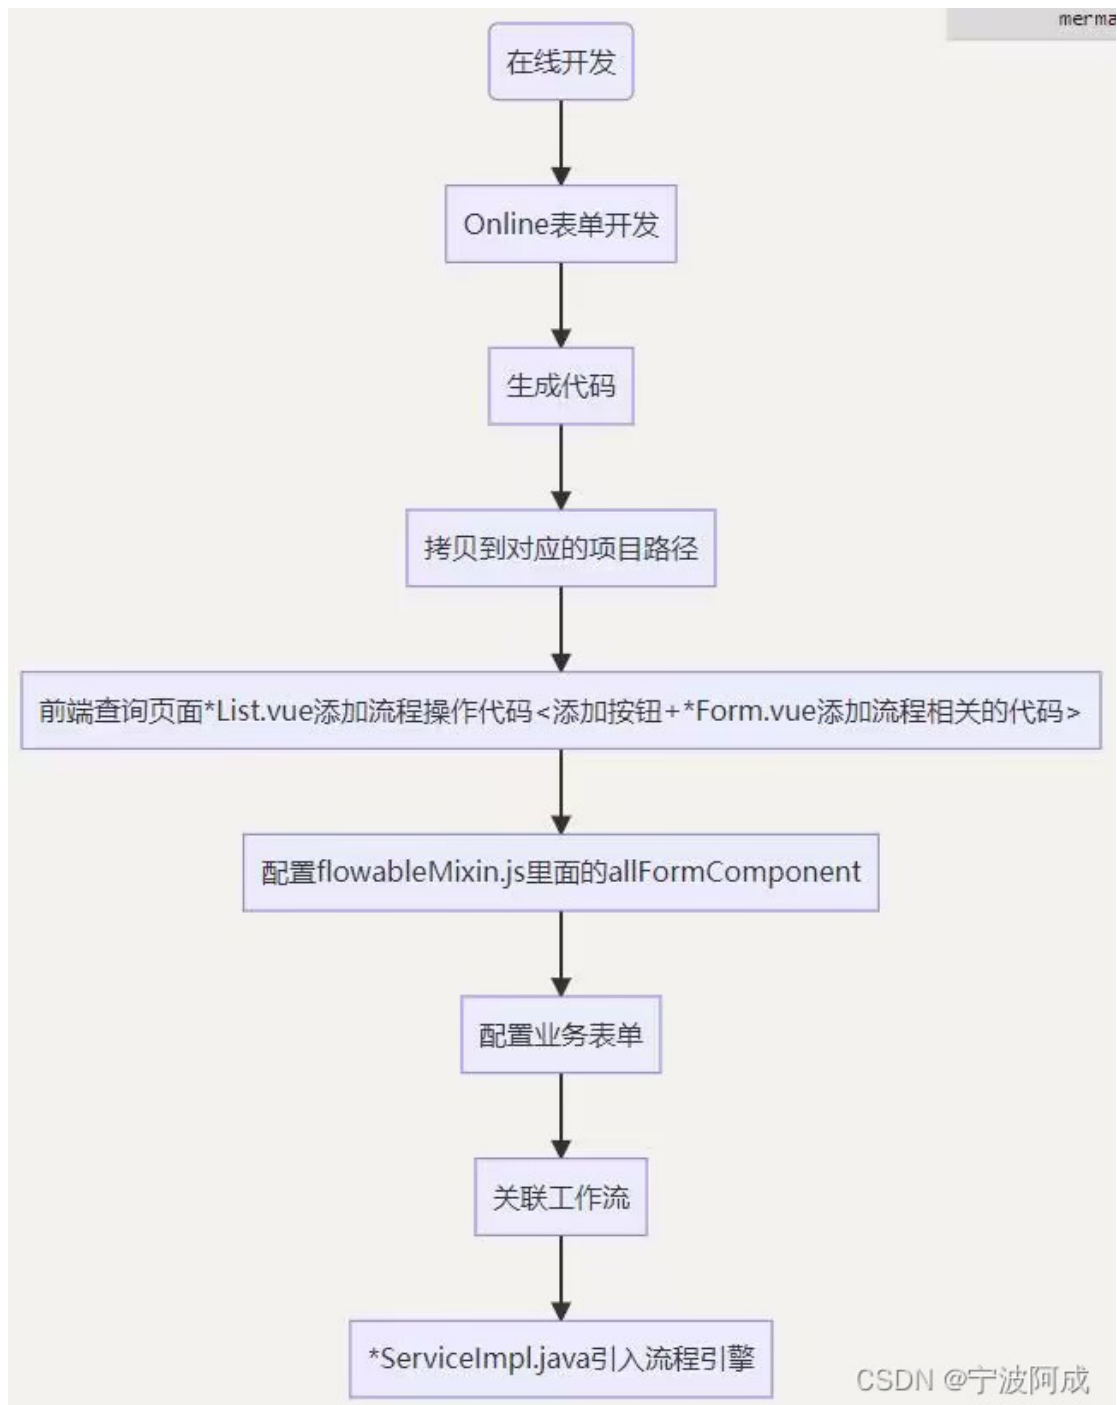 merma
在线开发
Online表单开发
生成代码
拷贝到对应的项目路径
前端查询页面*List.vue添加流程操作代码<添加按钮+*Form.vue添加流程相关的代码>
配置flowableMixin.js里面的allFormComponent
配置业务表单
关联工作流
*ServiceImpl.java引入流程引擎
CSDN @宁波阿成